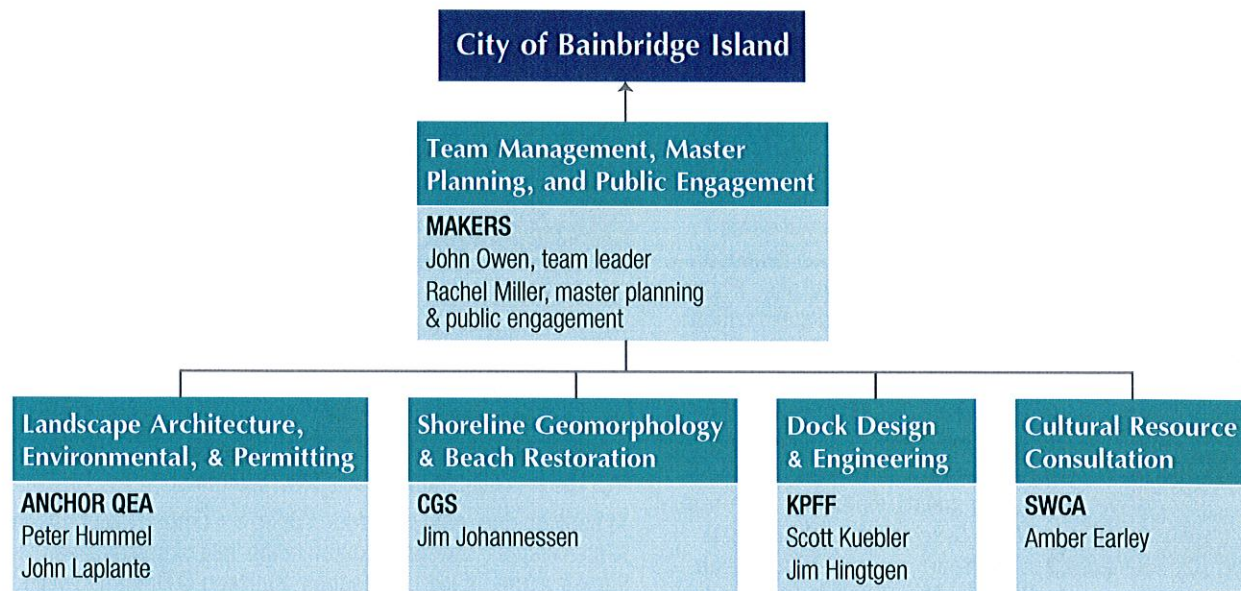 City of Bainbridge Island
Team Management, Master
Planning, and Public Engagement
MAKERS
John Owen, team leader
Rachel Miller, master planning
& public engagement
Landscape Architecture,
Environmental, & Permitting
ANCHOR QEA
Peter Hummel
John Laplante
Shoreline Geomorphology
& Beach Restoration
CGS
Jim Johannessen
Dock Design
& Engineering
KPFF
Scott Kuebler
Jim Hingtgen
Cultural Resource
Consultation
SWCA
Amber Earley